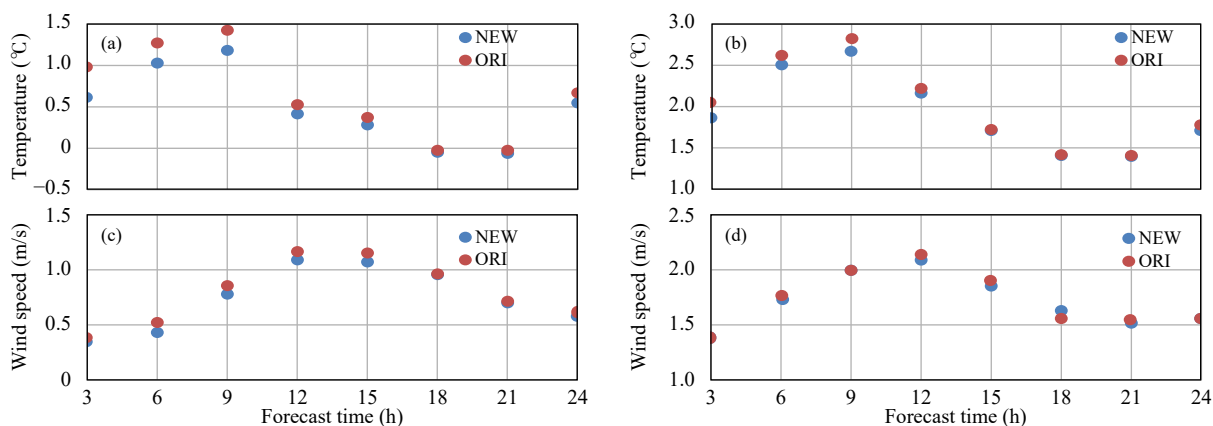 Temperature (℃)
1.5
1.0
0.5
0
−0.5
(a)
NEW
ORI
Temperature (℃)
3.0
2.5
2.0
1.5
1.0
(b)
NEW
ORI
Wind speed (m/s)
1.5
1.0
0.5
0
(c)
NEW
ORI
3 6 9 12 15 18 21 24
Forecast time (h)
Wind speed (m/s)
2.5
2.0
1.5
1.0
(d)
NEW
ORI
3 6 9 12 15 18 21 24
Forecast time (h)